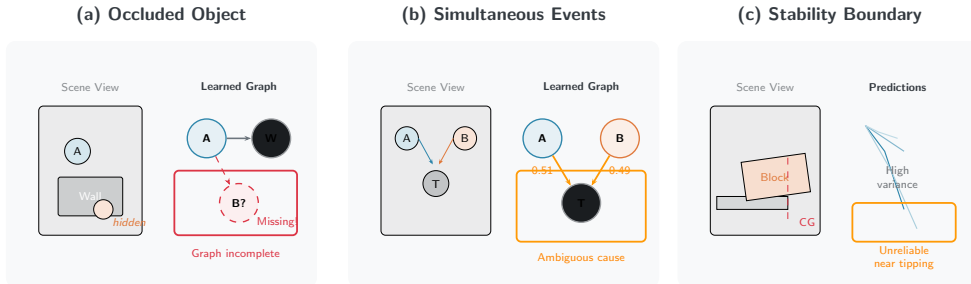 (a) Occluded Object
Scene View
Learned Graph
A
Wall
hidden
A
W
B?
Missing!
Graph incomplete
(b) Simultaneous Events
Scene View
Learned Graph
A
B
T
A
B
0.51
0.49
T
Ambiguous cause
(c) Stability Boundary
Scene View
Predictions
Block
CG
High
variance
Unreliable
near tipping